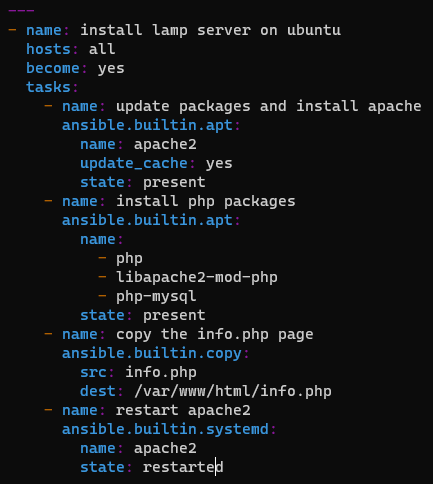 ---
- name: install lamp server on ubuntu
  hosts: all
  become: yes
  tasks:
    - name: update packages and install apache
      ansible.builtin.apt:
        name: apache2
        update_cache: yes
        state: present
    - name: install php packages
      ansible.builtin.apt:
        name:
          - php
          - libapache2-mod-php
          - php-mysql
        state: present
    - name: copy the info.php page
      ansible.builtin.copy:
        src: info.php
        dest: /var/www/html/info.php
    - name: restart apache2
      ansible.builtin.systemd:
        name: apache2
        state: restarted